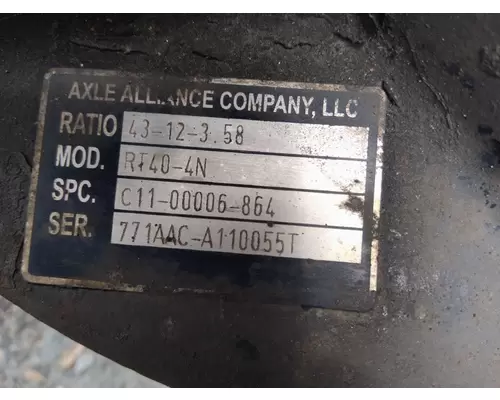 AXLE ALLIANCE COMPANY, LLC
RATIO 43-12-3.58
MOD. RT40-4N
SPC. C11-00006-864
SER. 771AAC-A110055T